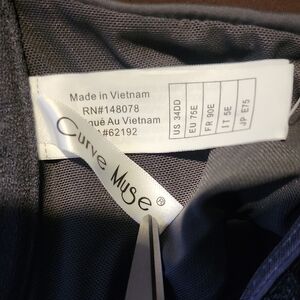 Made in Vietnam
RN#148078
quê Au Vietnam
A#62192
US 34DD
EU 75E
FR 90E
IT 5E
JP E75
Curve Muse®